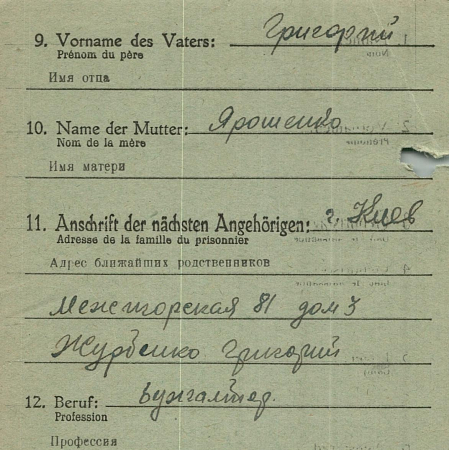 9. Vorname des Vaters: Григорий
Prénom du père
Имя отца
10. Name der Mutter: Ярошенко
Nom de la mère
Имя матери
11. Anschrift der nächsten Angehörigen: г. Киев
Adresse de la famille du prisonnier
Адрес ближайших родственников
Межигорская 81 дом 3
Журбенко Григорий
12. Beruf: Бухгалтер.
Profession
Профессия